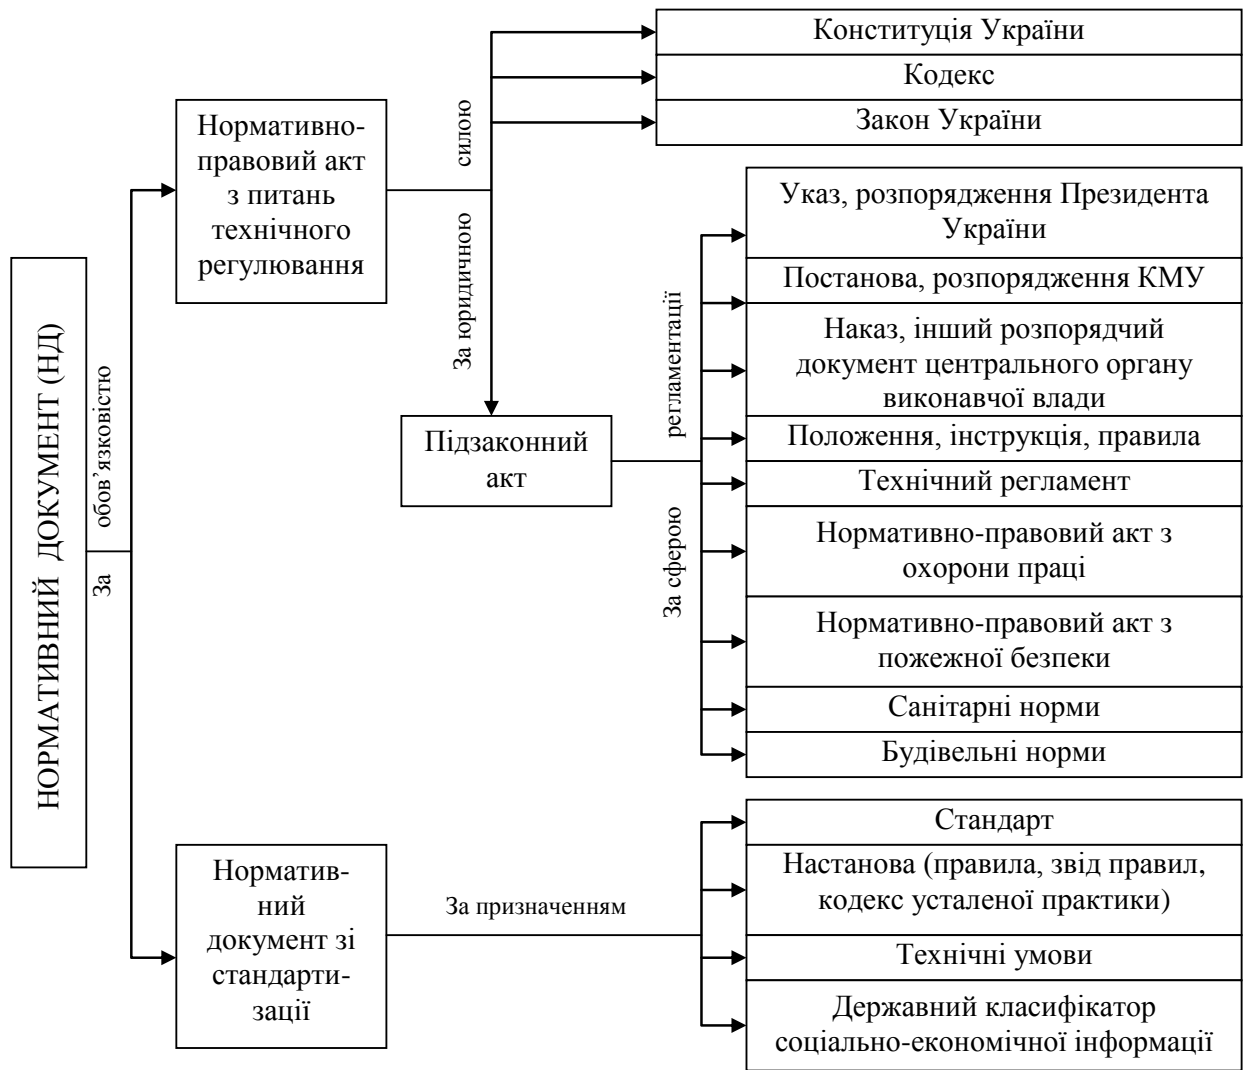 НОРМАТИВНИЙ ДОКУМЕНТ (НД)
За обов’язковістю
Нормативно-
правовий акт
з питань
технічного
регулювання
За юридичною силою
Конституція України
Кодекс
Закон України
Підзаконний
акт
За сферою регламентації
Указ, розпорядження Президента
України
Постанова, розпорядження КМУ
Наказ, інший розпорядчий
документ центрального органу
виконавчої влади
Положення, інструкція, правила
Технічний регламент
Нормативно-правовий акт з
охорони праці
Нормативно-правовий акт з
пожежної безпеки
Санітарні норми
Будівельні норми
Норматив-
ний
документ зі
стандарти-
зації
За призначенням
Стандарт
Настанова (правила, звід правил,
кодекс усталеної практики)
Технічні умови
Державний класифікатор
соціально-економічної інформації